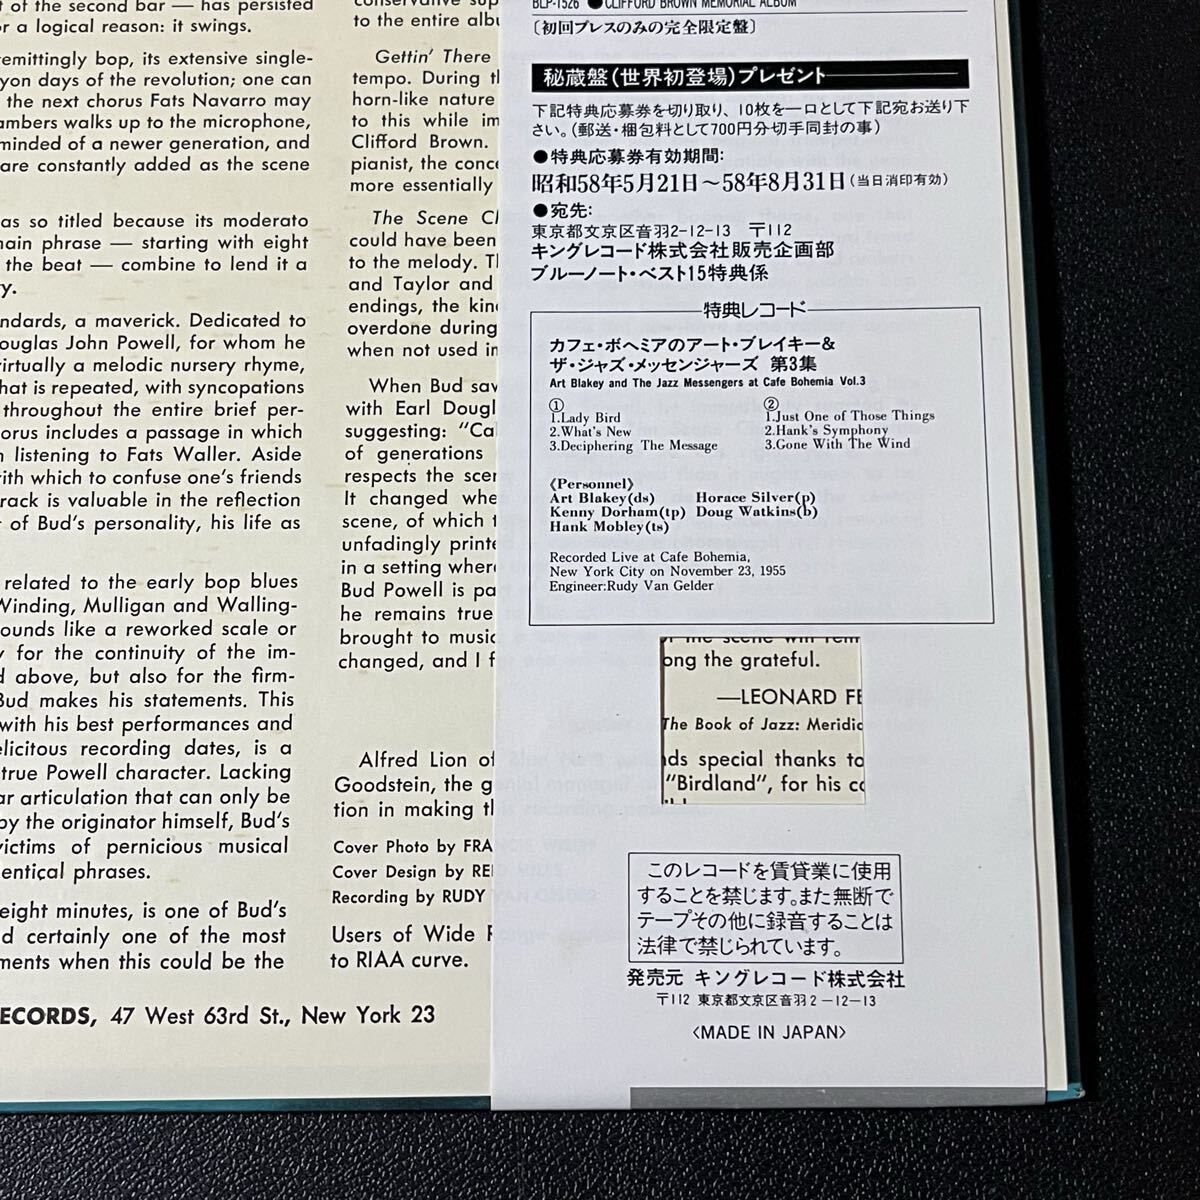 of the second bar — has persisted
or a logical reason: it swings.
emittingly bop, its extensive single-
yon days of the revolution; one can
the next chorus Fats Navarro may
ambers walks up to the microphone,
minded of a newer generation, and
are constantly added as the scene
as so titled because its moderato
main phrase — starting with eight
the beat — combine to lend it a
y.
ndards, a maverick. Dedicated to
ouglas John Powell, for whom he
virtually a melodic nursery rhyme,
hat is repeated, with syncopations
throughout the entire brief per-
orus includes a passage in which
n listening to Fats Waller. Aside
with which to confuse one's friends
rack is valuable in the reflection
of Bud's personality, his life as
related to the early bop blues
Winding, Mulligan and Walling-
ounds like a reworked scale or
y for the continuity of the im-
d above, but also for the firm-
Bud makes his statements. This
with his best performances and
elicitous recording dates, is a
true Powell character. Lacking
ar articulation that can only be
by the originator himself, Bud's
victims of pernicious musical
entical phrases.
eight minutes, is one of Bud's
d certainly one of the most
ments when this could be the
ECORDS, 47 West 63rd St., New York 23
conservative sup
to the entire albu
Gettin' There
tempo. During th
horn-like nature
to this while im
Clifford Brown.
pianist, the conce
more essentially
The Scene Cl
could have been
to the melody. Th
and Taylor and
endings, the kin
overdone during
when not used in
When Bud sav
with Earl Dougl
suggesting: "Cal
of generations
respects the scen
It changed whe
scene, of which t
unfadingly printe
in a setting where
Bud Powell is pa
he remains true
brought to music
changed, and I f
Alfred Lion of
Goodstein, the g
tion in making th
Cover Photo by FRANCIS WOLFF
Cover Design by REID MILES
Recording by RUDY VAN GELDER
Users of Wide Range
to RIAA curve.
BLP-1526 ●CLIFFORD BROWN MEMORIAL ALBUM
〔初回プレスのみの完全限定盤〕
秘蔵盤(世界初登場)プレゼント
下記特典応募券を切り取り、10枚を一口として下記宛お送り下
さい。(郵送・梱包料として700円分切手同封の事)
●特典応募券有効期間:
昭和58年5月21日～58年8月31日(当日消印有効)
●宛先:
東京都文京区音羽2-12-13 〒112
キングレコード株式会社販売企画部
ブルーノート・ベスト15特典係
特典レコード
カフェ・ボヘミアのアート・ブレイキー&
ザ・ジャズ・メッセンジャーズ 第3集
Art Blakey and The Jazz Messengers at Cafe Bohemia Vol.3
①
1.Lady Bird
2.What's New
3.Deciphering The Message
②
1.Just One of Those Things
2.Hank's Symphony
3.Gone With The Wind
《Personnel》
Art Blakey(ds) Horace Silver(p)
Kenny Dorham(tp) Doug Watkins(b)
Hank Mobley(ts)
Recorded Live at Cafe Bohemia,
New York City on November 23, 1955
Engineer:Rudy Van Gelder
of the scene will rem
ong the grateful.
—LEONARD FE
The Book of Jazz: Meridia
nds special thanks to
"Birdland", for his co
このレコードを賃貸業に使用
することを禁じます。また無断で
テープその他に録音することは
法律で禁じられています。
発売元 キングレコード株式会社
〒112 東京都文京区音羽2-12-13
〈MADE IN JAPAN〉